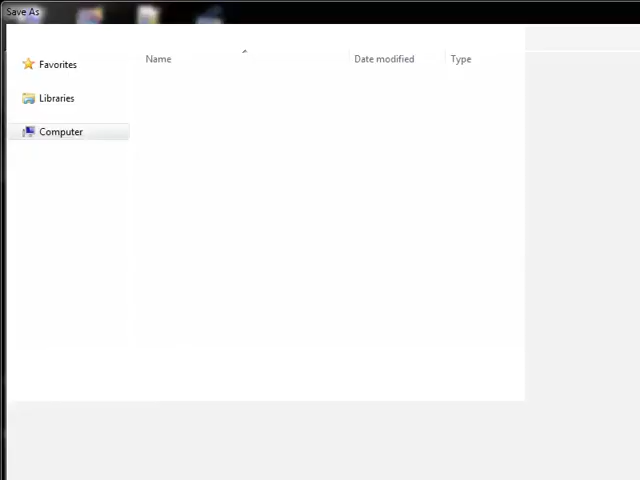 Save As
Name Date modified Type
Favorites
Libraries
Computer